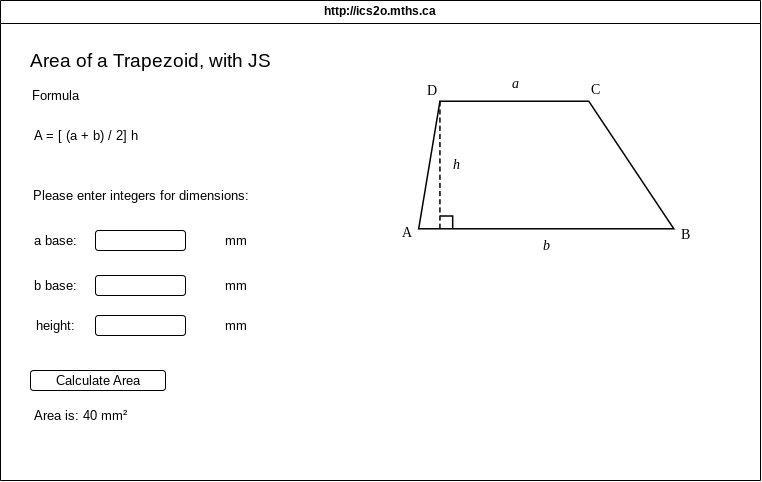 http://ics2o.mths.ca
Area of a Trapezoid, with JS
Formula
A = [ (a + b) / 2] h
Please enter integers for dimensions:
a base: mm
b base: mm
height: mm
Calculate Area
Area is: 40 mm²
D a C
h
A b B